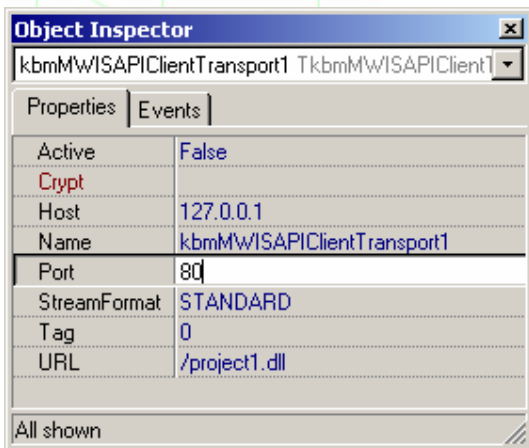 Object Inspector
kbmMWISAPIClientTransport1 TkbmMWISAPIClientT
Properties Events
Active False
Crypt
Host 127.0.0.1
Name kbmMWISAPIClientTransport1
Port 80
StreamFormat STANDARD
Tag 0
URL /project1.dll
All shown